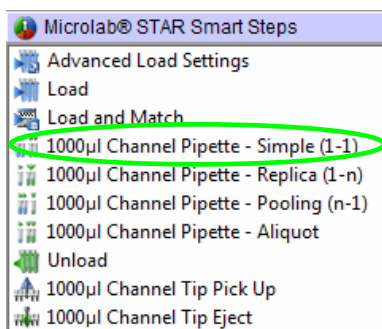 Microlab® STAR Smart Steps
Advanced Load Settings
Load
Load and Match
1000µl Channel Pipette - Simple (1-1)
1000µl Channel Pipette - Replica (1-n)
1000µl Channel Pipette - Pooling (n-1)
1000µl Channel Pipette - Aliquot
Unload
1000µl Channel Tip Pick Up
1000µl Channel Tip Eject